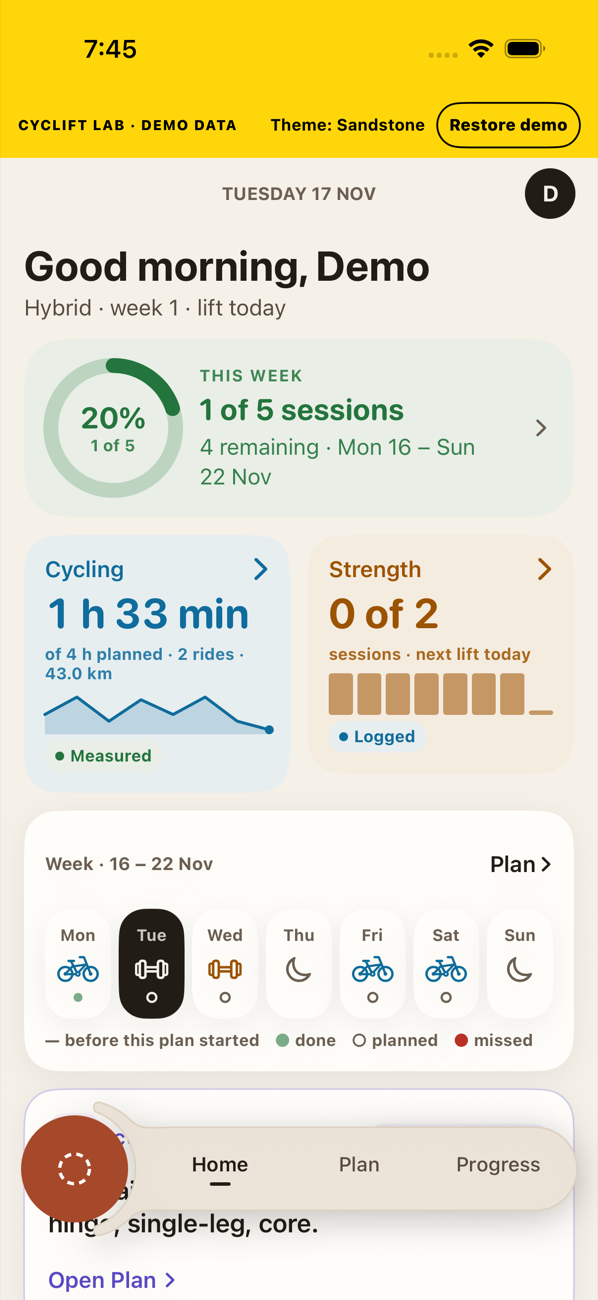 7:45
CYCLIFT LAB · DEMO DATA
Theme: Sandstone
Restore demo
TUESDAY 17 NOV
D
Good morning, Demo
Hybrid · week 1 · lift today
20%
1 of 5
THIS WEEK
1 of 5 sessions
4 remaining · Mon 16 – Sun
22 Nov
Cycling
1 h 33 min
of 4 h planned · 2 rides ·
43.0 km
Measured
Strength
0 of 2
sessions · next lift today
Logged
Week · 16 – 22 Nov
Plan
Mon
Tue
Wed
Thu
Fri
Sat
Sun
— before this plan started
done
planned
missed
Home
Plan
Progress
hinge, single-leg, core.
Open Plan